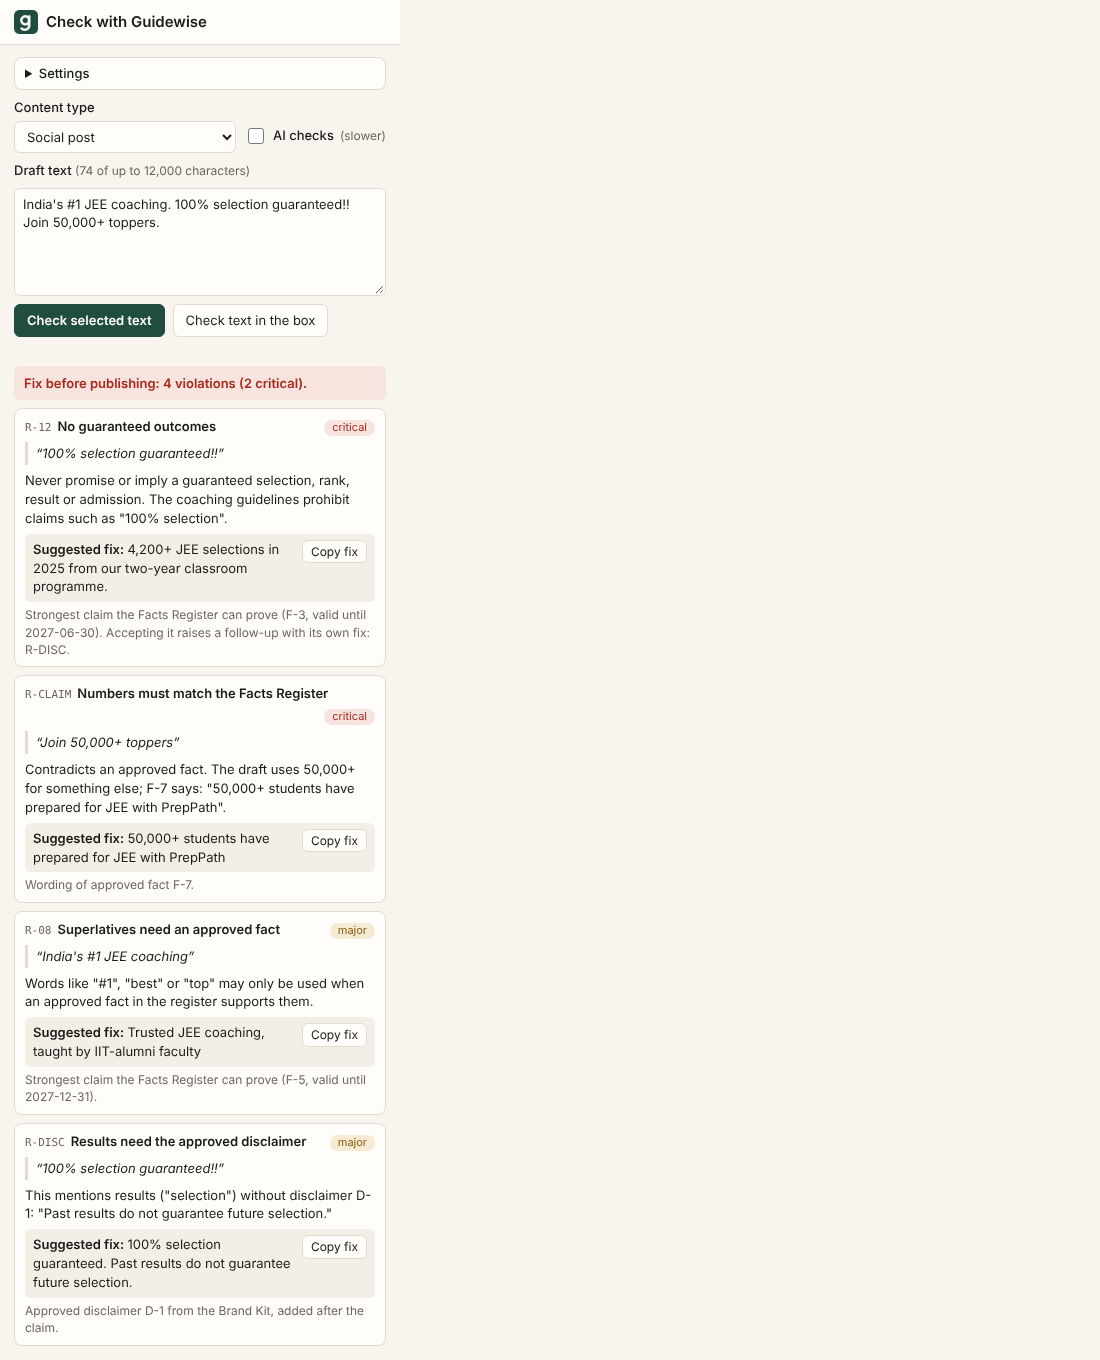 g Check with Guidewise
▶ Settings
Content type
Social post
AI checks (slower)
Draft text (74 of up to 12,000 characters)
India's #1 JEE coaching. 100% selection guaranteed!!
Join 50,000+ toppers.
Check selected text
Check text in the box
Fix before publishing: 4 violations (2 critical).
R-12 No guaranteed outcomes
critical
“100% selection guaranteed!!”
Never promise or imply a guaranteed selection, rank,
result or admission. The coaching guidelines prohibit
claims such as "100% selection".
Suggested fix: 4,200+ JEE selections in
2025 from our two-year classroom
programme.
Copy fix
Strongest claim the Facts Register can prove (F-3, valid until
2027-06-30). Accepting it raises a follow-up with its own fix:
R-DISC.
R-CLAIM Numbers must match the Facts Register
critical
“Join 50,000+ toppers”
Contradicts an approved fact. The draft uses 50,000+
for something else; F-7 says: "50,000+ students have
prepared for JEE with PrepPath".
Suggested fix: 50,000+ students have
prepared for JEE with PrepPath
Copy fix
Wording of approved fact F-7.
R-08 Superlatives need an approved fact
major
“India's #1 JEE coaching”
Words like "#1", "best" or "top" may only be used when
an approved fact in the register supports them.
Suggested fix: Trusted JEE coaching,
taught by IIT-alumni faculty
Copy fix
Strongest claim the Facts Register can prove (F-5, valid until
2027-12-31).
R-DISC Results need the approved disclaimer
major
“100% selection guaranteed!!”
This mentions results ("selection") without disclaimer D-
1: "Past results do not guarantee future selection."
Suggested fix: 100% selection
guaranteed. Past results do not guarantee
future selection.
Copy fix
Approved disclaimer D-1 from the Brand Kit, added after the
claim.